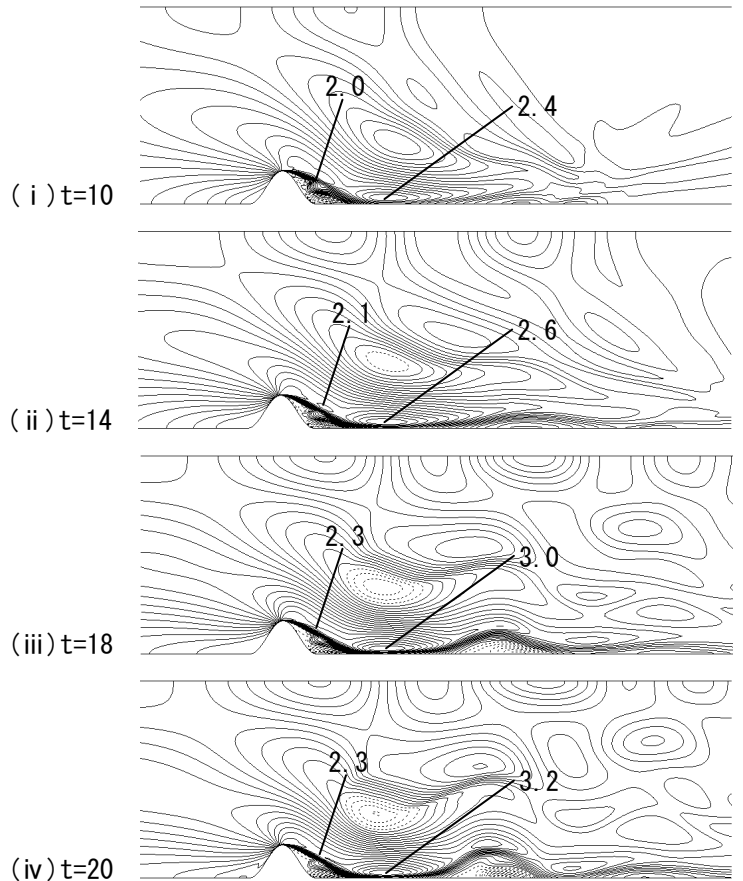 2.0
2.4
(i) t=10
2.1
2.6
(ii) t=14
2.3
3.0
(iii) t=18
2.3
3.2
(iv) t=20